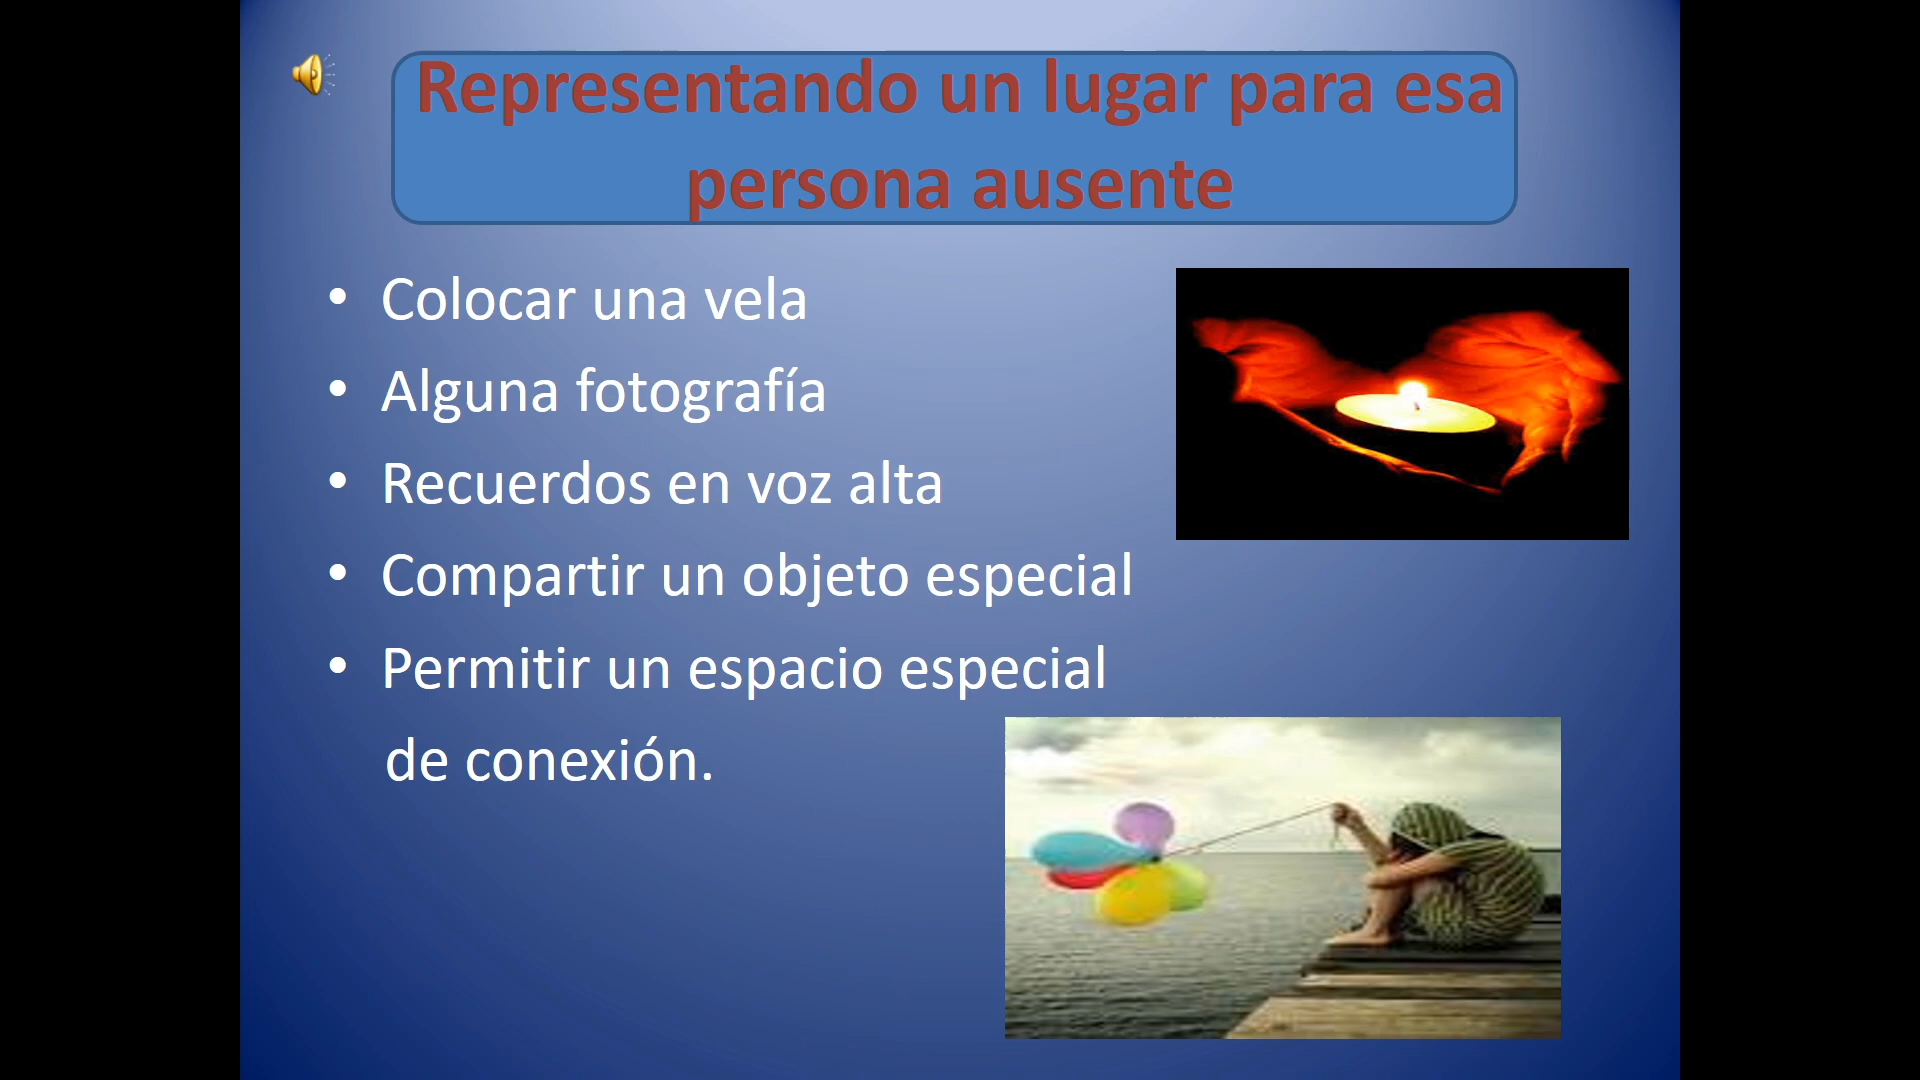 Representando un lugar para esa
persona ausente
• Colocar una vela
• Alguna fotografía
• Recuerdos en voz alta
• Compartir un objeto especial
• Permitir un espacio especial
de conexión.